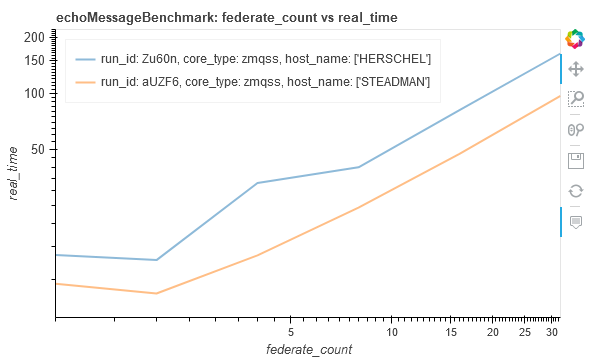 echoMessageBenchmark: federate_count vs real_time
run_id: Zu60n, core_type: zmqss, host_name: ['HERSCHEL']
run_id: aUZF6, core_type: zmqss, host_name: ['STEADMAN']
200
150
100
50
real_time
5
10
15
20
25
30
federate_count